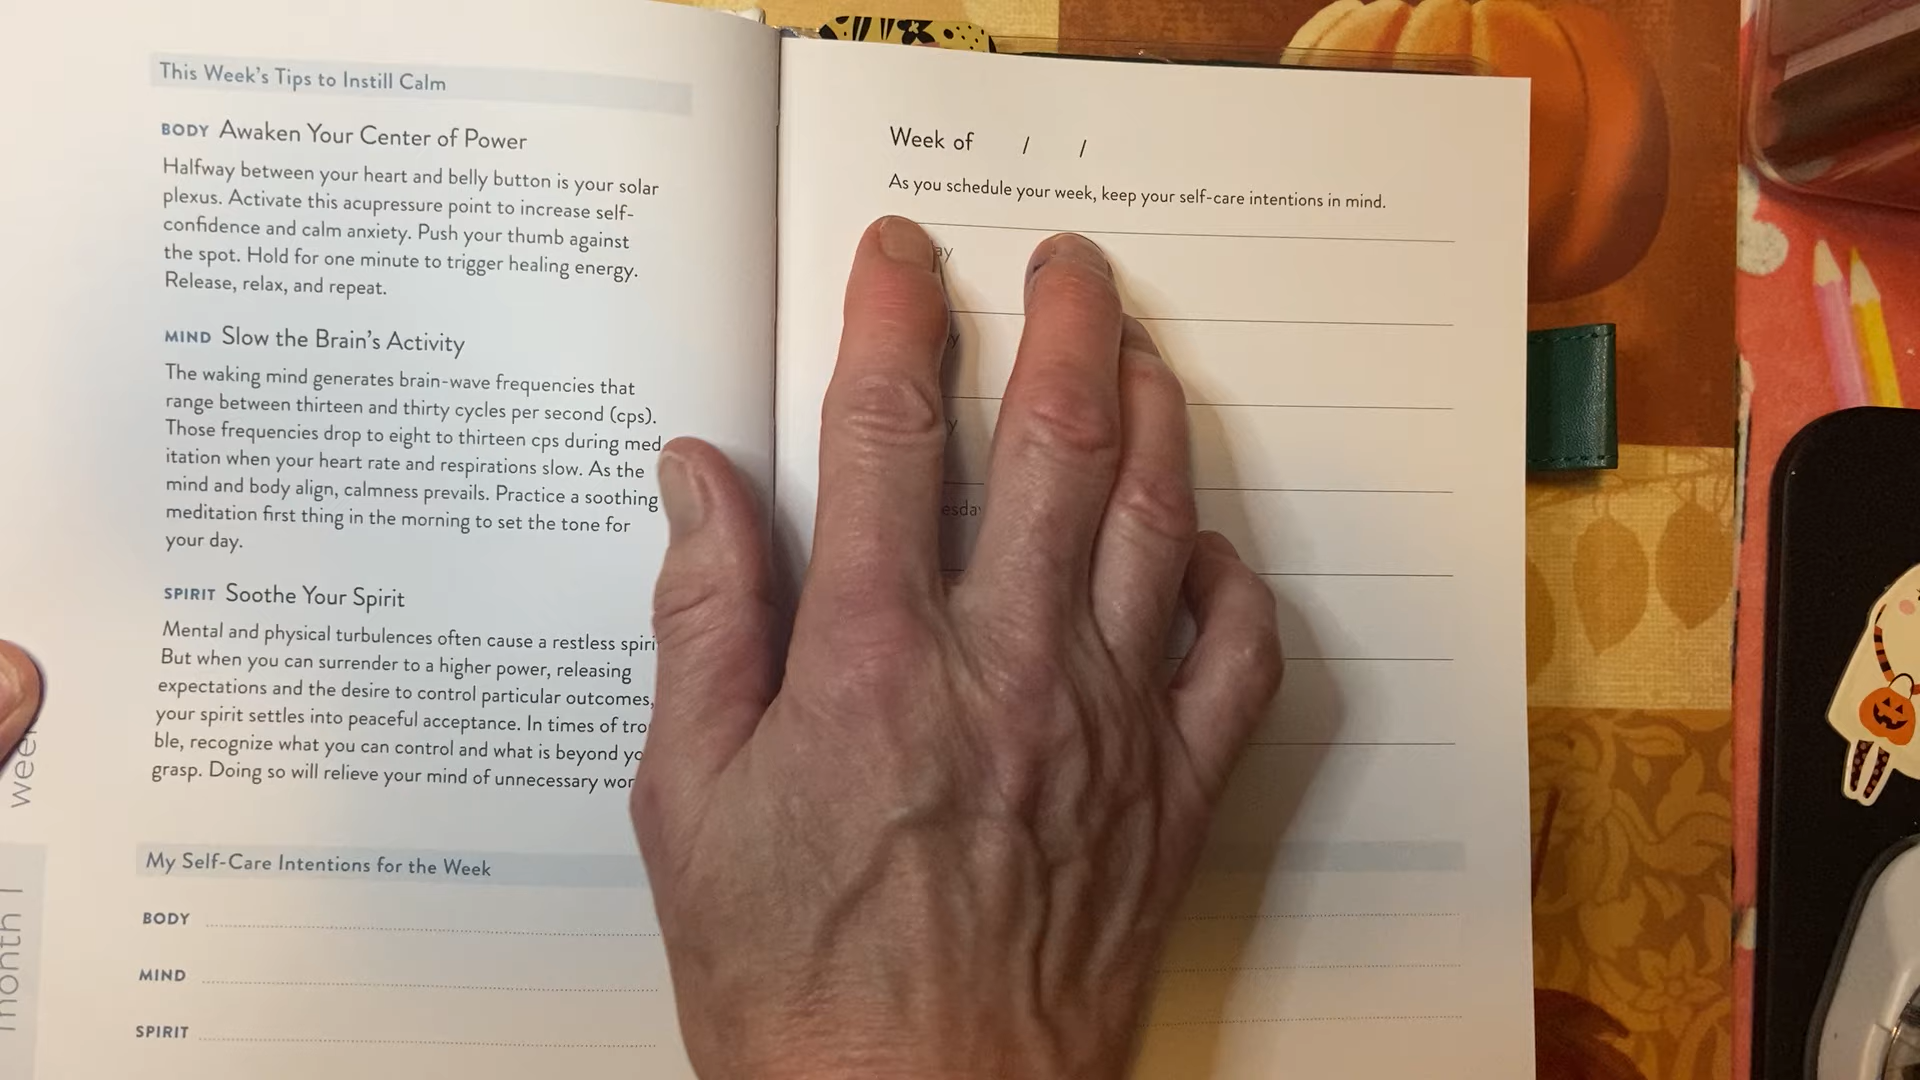 This Week's Tips to Instill Calm
BODY Awaken Your Center of Power
Halfway between your heart and belly button is your solar
plexus. Activate this acupressure point to increase self-
confidence and calm anxiety. Push your thumb against
the spot. Hold for one minute to trigger healing energy.
Release, relax, and repeat.
MIND Slow the Brain's Activity
The waking mind generates brain-wave frequencies that
range between thirteen and thirty cycles per second (cps).
Those frequencies drop to eight to thirteen cps during med
itation when your heart rate and respirations slow. As the
mind and body align, calmness prevails. Practice a soothing
meditation first thing in the morning to set the tone for
your day.
SPIRIT Soothe Your Spirit
Mental and physical turbulences often cause a restless spiri
But when you can surrender to a higher power, releasing
expectations and the desire to control particular outcomes,
your spirit settles into peaceful acceptance. In times of tro
ble, recognize what you can control and what is beyond yo
grasp. Doing so will relieve your mind of unnecessary wor
My Self-Care Intentions for the Week
BODY
MIND
SPIRIT
month 1
Week of / /
As you schedule your week, keep your self-care intentions in mind.